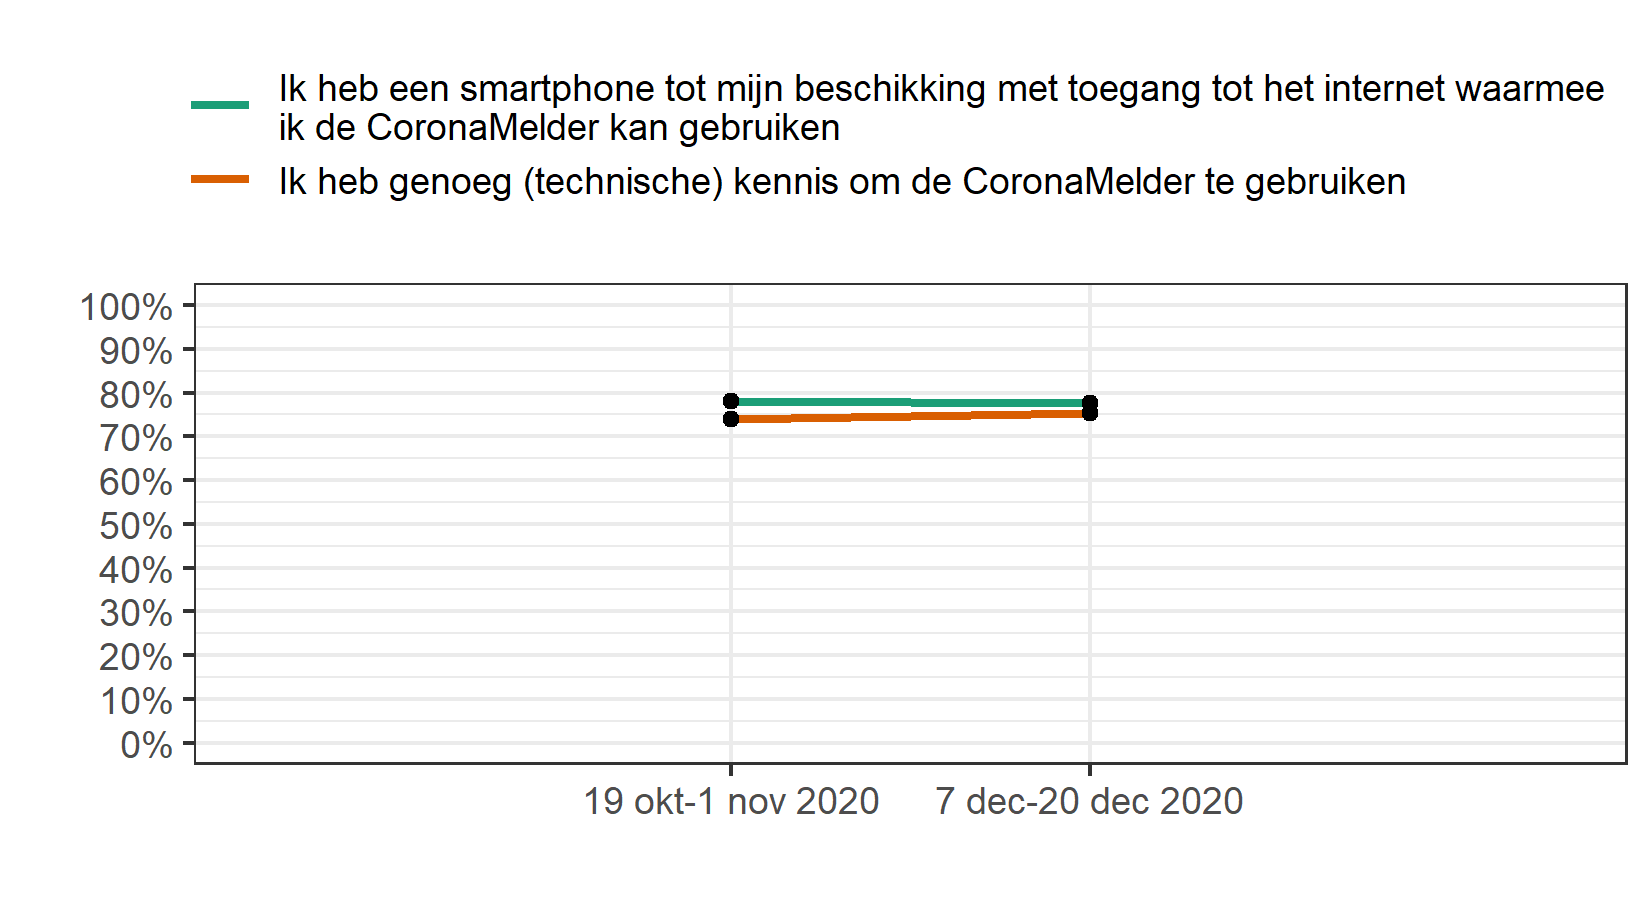 Ik heb een smartphone tot mijn beschikking met toegang tot het internet waarmee
ik de CoronaMelder kan gebruiken
Ik heb genoeg (technische) kennis om de CoronaMelder te gebruiken
100%
90%
80%
70%
60%
50%
40%
30%
20%
10%
0%
19 okt-1 nov 2020 7 dec-20 dec 2020